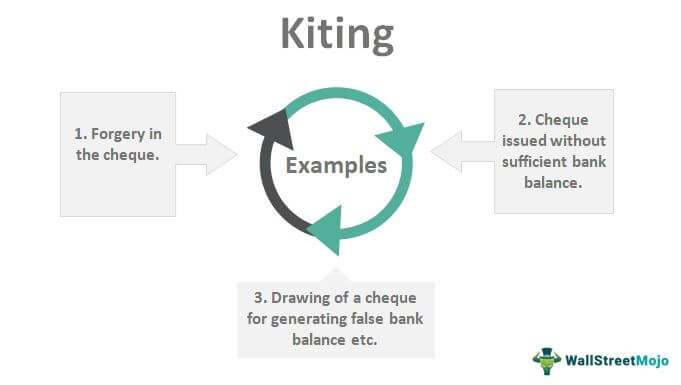 Kiting
1. Forgery in
the cheque.
Examples
2. Cheque
issued without
sufficient bank
balance.
3. Drawing of a cheque
for generating false bank
balance etc.
WallStreetMojo